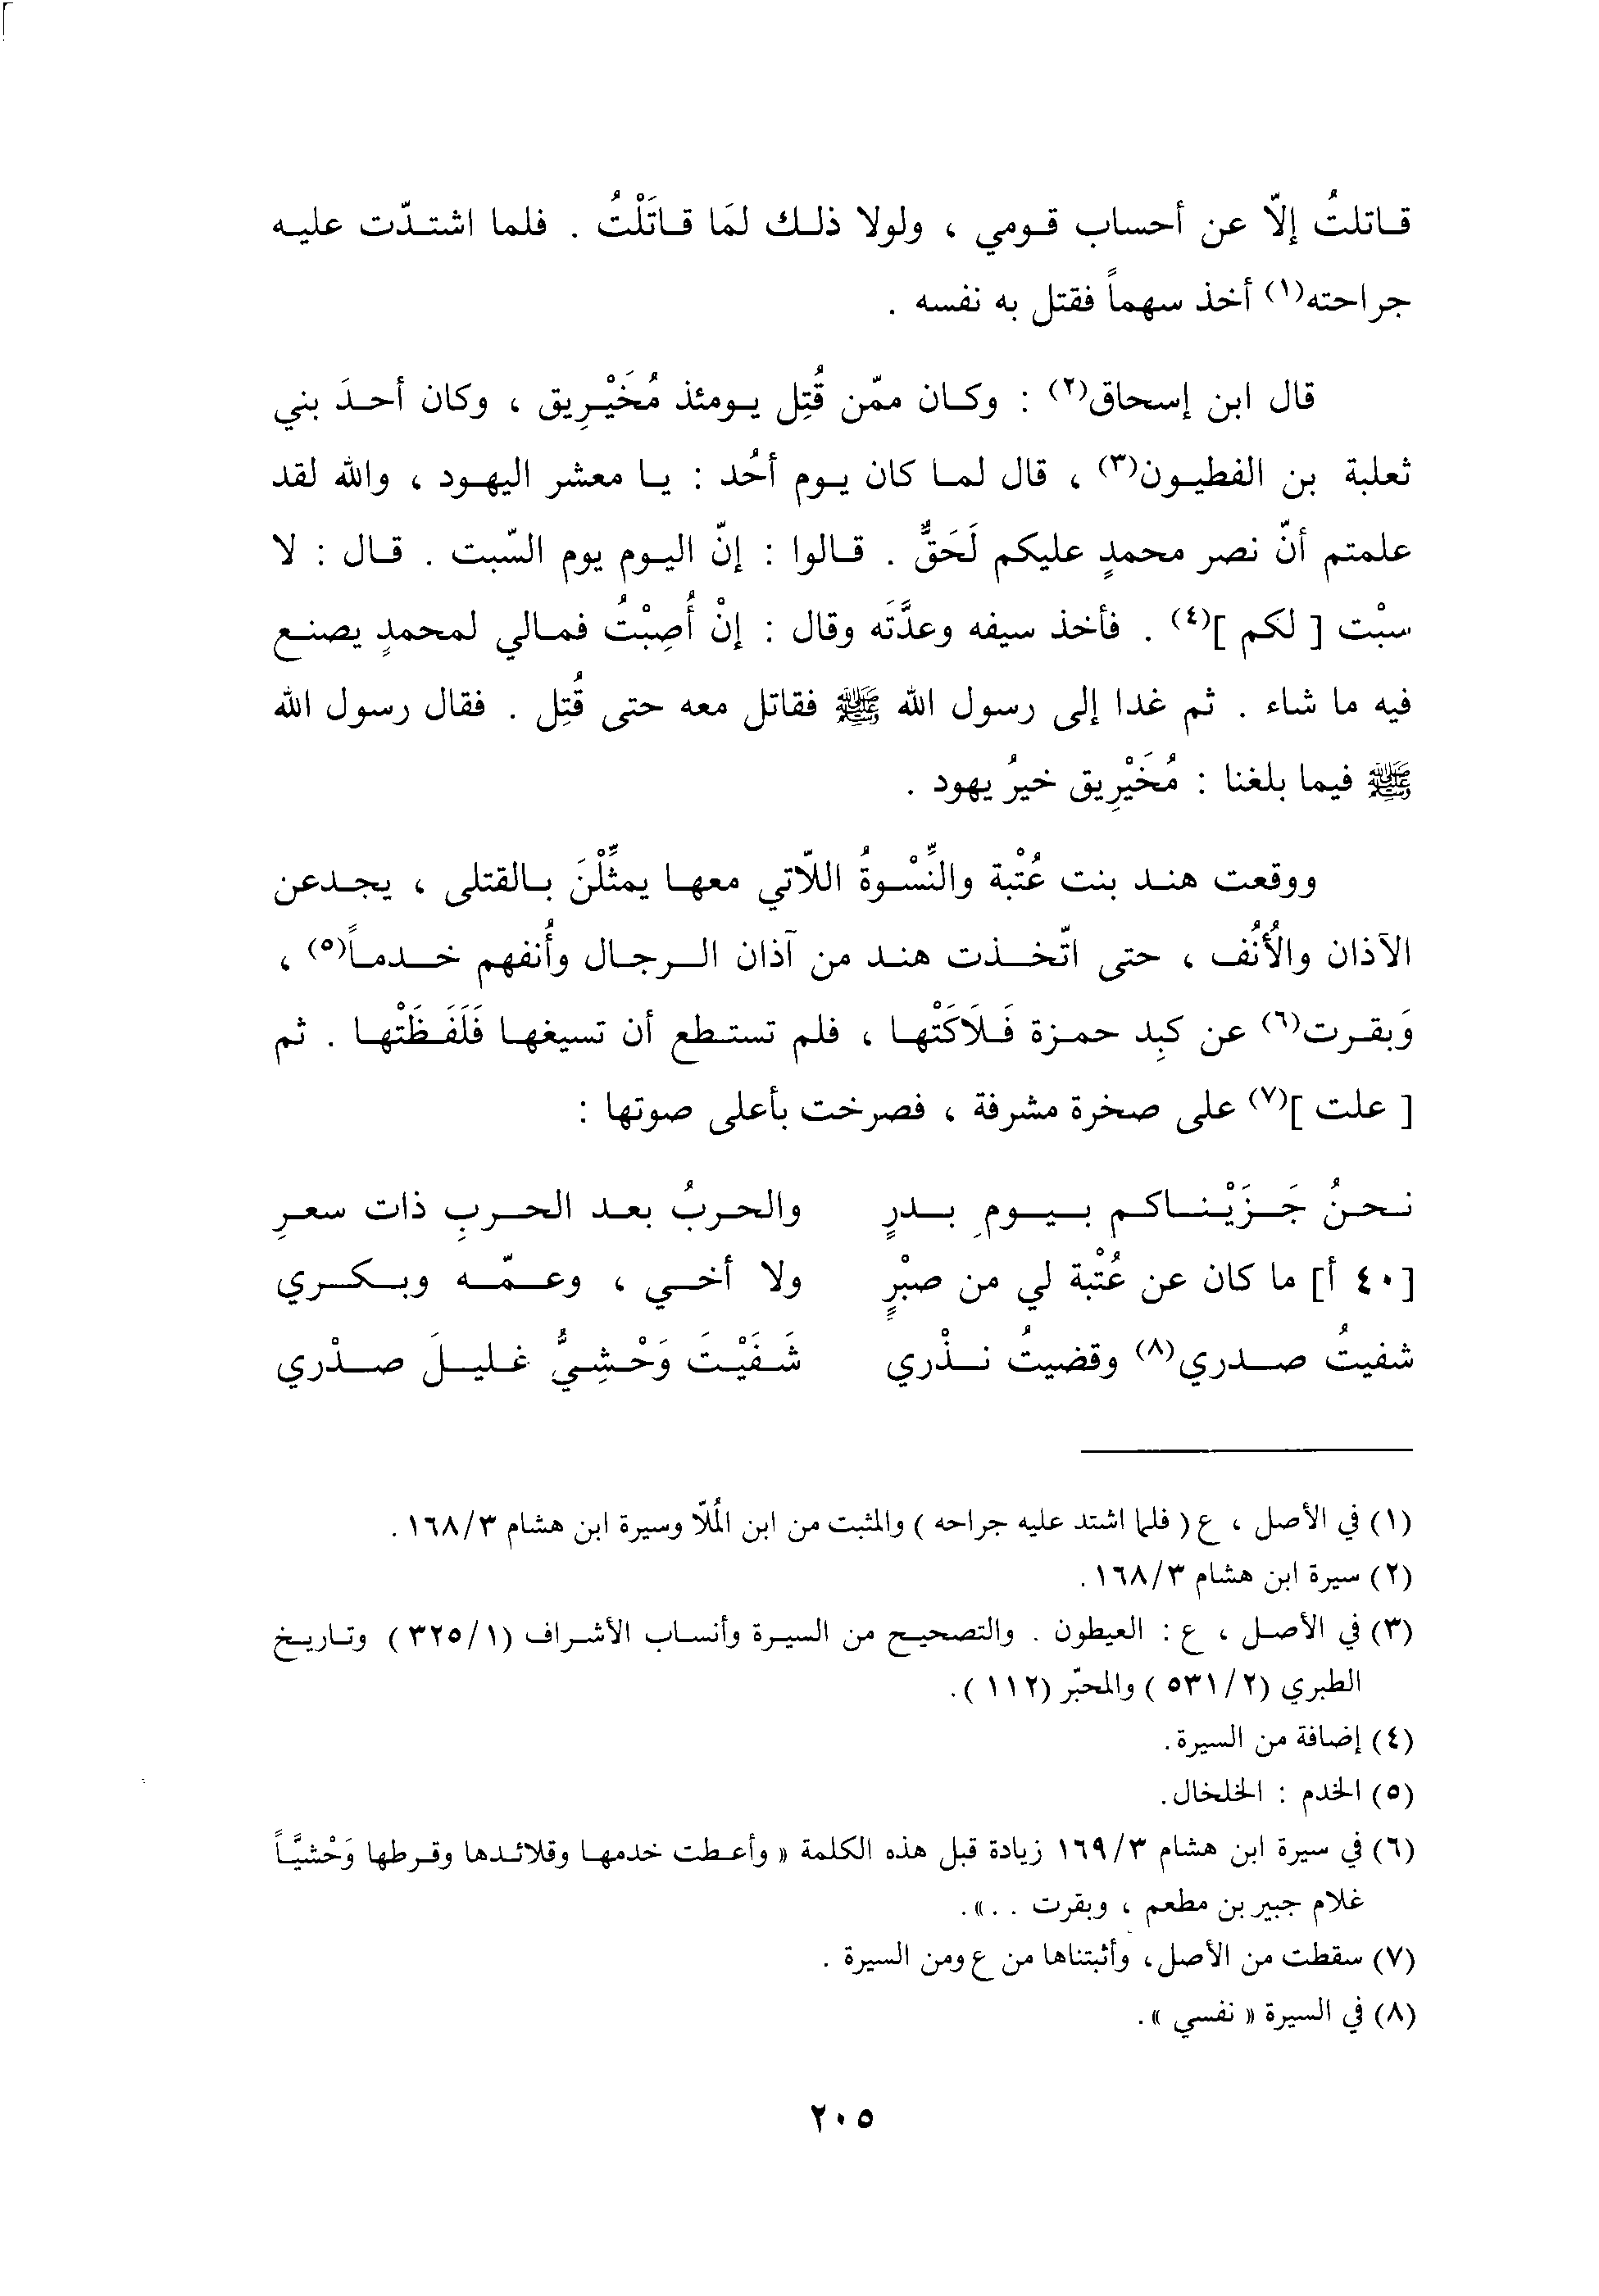 قاتلتُ إلاّ عن أحساب قومي ، ولولا ذلك لمَا قاتَلْتُ . فلما اشتدّت عليه
جراحته(١) أخذ سهماً فقتل به نفسه .
قال ابن إسحاق(٢) : وكان ممّن قُتِل يومئذ مُخَيْرِيق ، وكان أحدَ بني
ثعلبة بن الفطيون(٣) ، قال لما كان يوم أحُد : يا معشر اليهود ، والله لقد
علمتم أنّ نصر محمدٍ عليكم لَحَقٌّ . قالوا : إنّ اليوم يوم السّبت . قال : لا
سبْت [ لكم ](٤) . فأخذ سيفه وعدَّتَه وقال : إنْ أُصِبْتُ فمالي لمحمدٍ يصنع
فيه ما شاء . ثم غدا إلى رسول الله ﷺ فقاتل معه حتى قُتِل . فقال رسول الله
ﷺ فيما بلغنا : مُخَيْرِيق خيرُ يهود .
ووقعت هند بنت عُتْبة والنِّسْوةُ اللاّتي معها يمثِّلْنَ بالقتلى ، يجدعن
الآذان والأُنُف ، حتى اتّخذت هند من آذان الرجال وأُنفهم خدماً(٥) ،
وَبقرت(٦) عن كبِد حمزة فَلاَكَتْها ، فلم تستطع أن تسيغها فَلَفَظَتْها . ثم
[ علت ](٧) على صخرة مشرفة ، فصرخت بأعلى صوتها :
نحنُ جَزَيْناكم بيومِ بدرٍ والحربُ بعد الحربِ ذات سعرِ
[٤٠ أ] ما كان عن عُتْبة لي من صبْرٍ ولا أخي ، وعمّه وبكري
شفيتُ صدري(٨) وقضيتُ نذْري شَفَيْتَ وَحْشِيُّ غليلَ صدْري
(١) في الأصل ، ع ( فلما اشتد عليه جراحه ) والمثبت من ابن المُلاّ وسيرة ابن هشام ١٦٨/٣ .
(٢) سيرة ابن هشام ١٦٨/٣ .
(٣) في الأصل ، ع : العيطون . والتصحيح من السيرة وأنساب الأشراف (٣٢٥/١ ) وتاريخ
الطبري (٥٣١/٢ ) والمحبّر (١١٢ ).
(٤) إضافة من السيرة.
(٥) الخدم : الخلخال.
(٦) في سيرة ابن هشام ١٦٩/٣ زيادة قبل هذه الكلمة « وأعطت خدمها وقلائدها وقرطها وَحْشيَّاً
غلام جبير بن مطعم ، وبقرت . . ».
(٧) سقطت من الأصل، وأثبتناها من ع ومن السيرة .
(٨) في السيرة « نفسي ».
٢٠٥